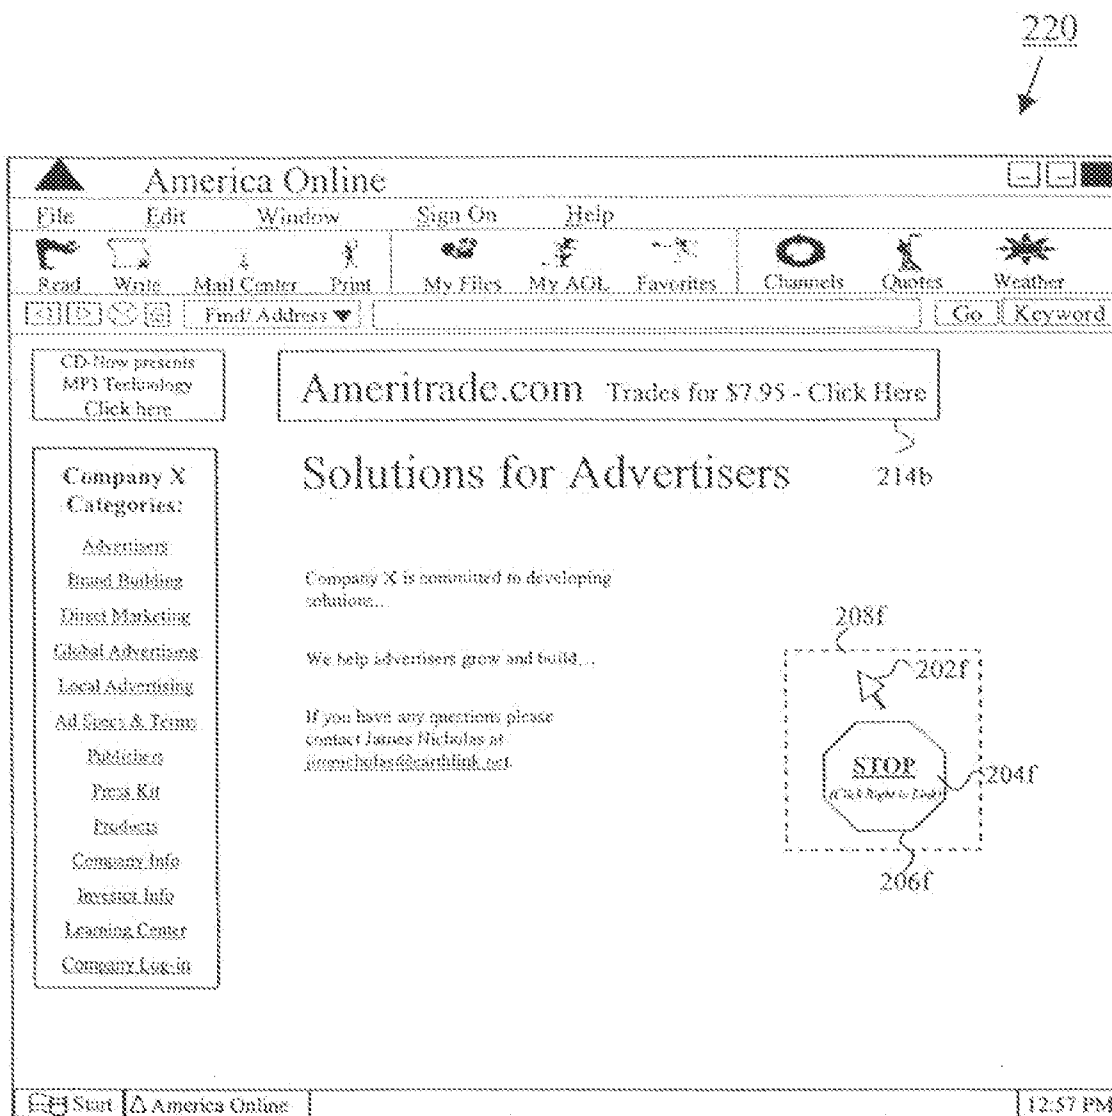 220
America Online
File Edit Window Sign On Help
Read Write Mail Center Print My Files My AOL Favorites Channels Quotes Weather
Find/ Address Go Keyword
CD-Now presents
MP3 Technology
Click here
Ameritrade.com Trades for $7.95 - Click Here
214b
Company X
Categories:
Advertisers
Brand Building
Direct Marketing
Global Advertising
Local Advertising
Ad Specs & Terms
Publishers
Press Kit
Products
Company Info
Investor Info
Learning Center
Company Log-in
Solutions for Advertisers
Company X is committed to developing
solutions...
We help advertisers grow and build...
If you have any questions please
contact James Nicholas at
208f
202f
STOP
(Click Right to Link)
204f
206f
Start America Online 12:57 PM